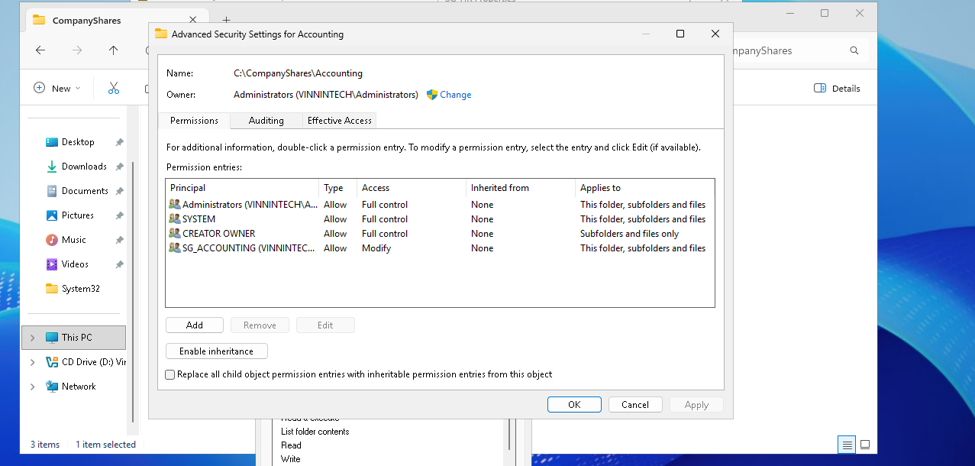 CompanyShares
Advanced Security Settings for Accounting
Name: C:\CompanyShares\Accounting
Owner: Administrators (VINNINTECH\Administrators) Change
Permissions Auditing Effective Access
For additional information, double-click a permission entry. To modify a permission entry, select the entry and click Edit (if available).
Permission entries:
Principal Type Access Inherited from Applies to
Administrators (VINNINTECH\A... Allow Full control None This folder, subfolders and files
SYSTEM Allow Full control None This folder, subfolders and files
CREATOR OWNER Allow Full control None Subfolders and files only
SG_ACCOUNTING (VINNINTEC... Allow Modify None This folder, subfolders and files
Add Remove Edit
Enable inheritance
Replace all child object permission entries with inheritable permission entries from this object
OK Cancel Apply
New
Details
Desktop
Downloads
Documents
Pictures
Music
Videos
System32
This PC
CD Drive (D:) Vir
Network
3 items 1 item selected
List folder contents
Read
Write